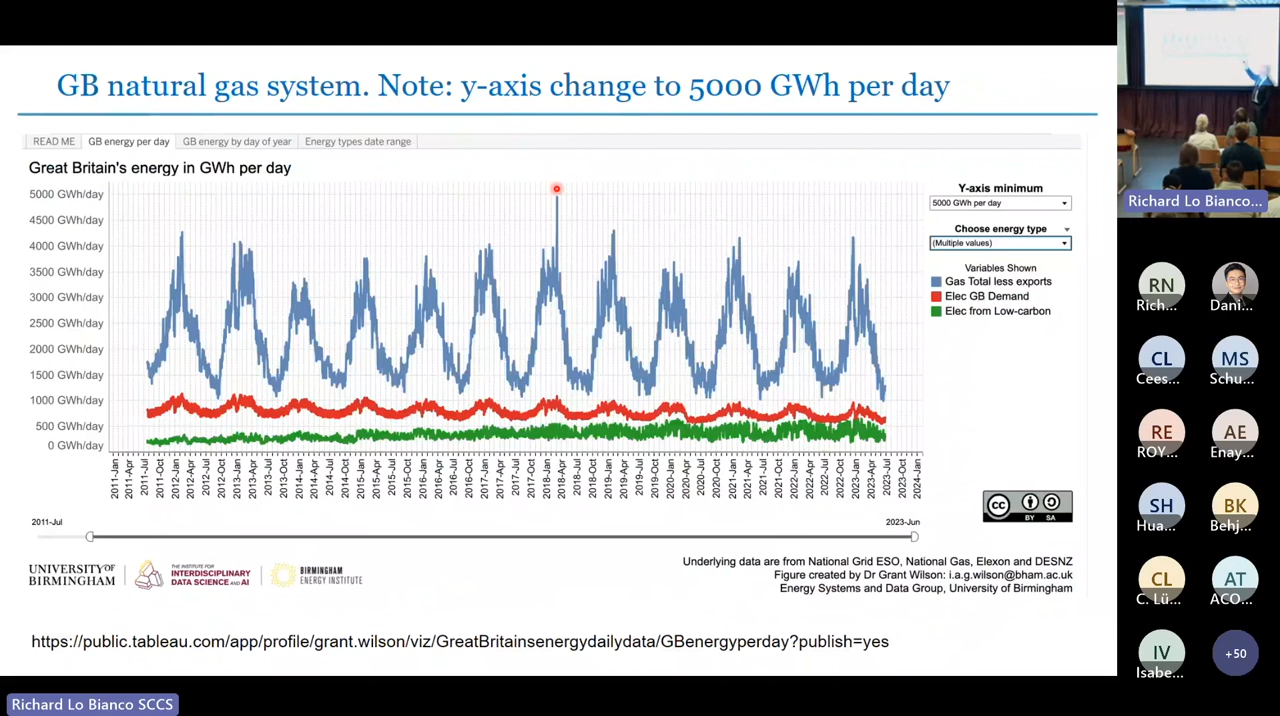 GB natural gas system. Note: y-axis change to 5000 GWh per day
READ ME
GB energy per day
GB energy by day of year
Energy types date range
Great Britain's energy in GWh per day
5000 GWh/day
4500 GWh/day
4000 GWh/day
3500 GWh/day
3000 GWh/day
2500 GWh/day
2000 GWh/day
1500 GWh/day
1000 GWh/day
500 GWh/day
0 GWh/day
2011-Jan
2011-Apr
2011-Jul
2011-Oct
2012-Jan
2012-Apr
2012-Jul
2012-Oct
2013-Jan
2013-Apr
2013-Jul
2013-Oct
2014-Jan
2014-Apr
2014-Jul
2014-Oct
2015-Jan
2015-Apr
2015-Jul
2015-Oct
2016-Jan
2016-Apr
2016-Jul
2016-Oct
2017-Jan
2017-Apr
2017-Jul
2017-Oct
2018-Jan
2018-Apr
2018-Jul
2018-Oct
2019-Jan
2019-Apr
2019-Jul
2019-Oct
2020-Jan
2020-Apr
2020-Jul
2020-Oct
2021-Jan
2021-Apr
2021-Jul
2021-Oct
2022-Jan
2022-Apr
2022-Jul
2022-Oct
2023-Jan
2023-Apr
2023-Jul
2023-Oct
2024-Jan
Y-axis minimum
5000 GWh per day
Choose energy type
(Multiple values)
Variables Shown
Gas Total less exports
Elec GB Demand
Elec from Low-carbon
cc
BY SA
2011-Jul
2023-Jun
UNIVERSITY OF
BIRMINGHAM
THE INSTITUTE FOR
INTERDISCIPLINARY
DATA SCIENCE AND AI
BIRMINGHAM
ENERGY INSTITUTE
Underlying data are from National Grid ESO, National Gas, Elexon and DESNZ
Figure created by Dr Grant Wilson: i.a.g.wilson@bham.ac.uk
Energy Systems and Data Group, University of Birmingham
https://public.tableau.com/app/profile/grant.wilson/viz/GreatBritainsenergydailydata/GBenergyperday?publish=yes
Richard Lo Bianco SCCS
Richard Lo Bianco...
RN
Rich...
Dani...
CL
Cees...
MS
Schu...
RE
ROY...
AE
Enay...
SH
Hua...
BK
Behj...
CL
C. Lü...
AT
ACO...
IV
Isabe...
+50